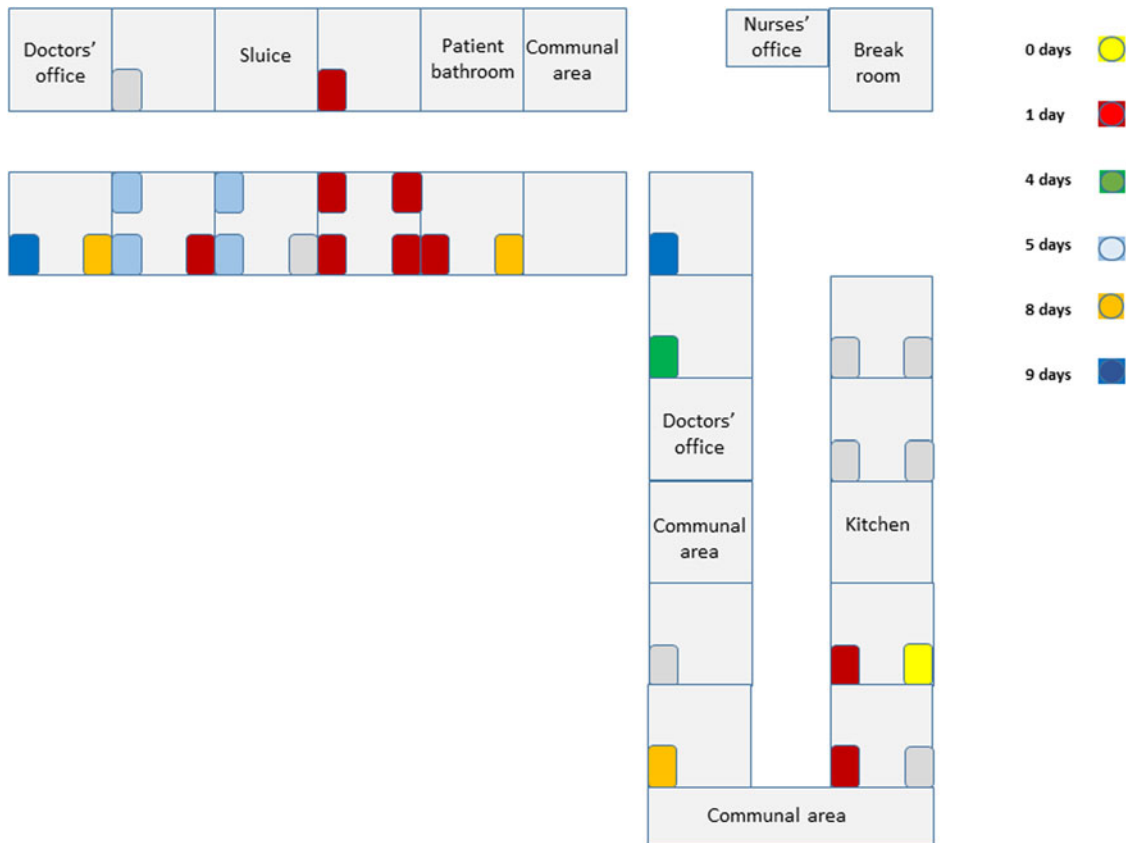 Doctors'
office
Sluice
Patient
bathroom
Communal
area
Nurses'
office
Break
room
0 days
1 day
4 days
5 days
8 days
9 days
Doctors'
office
Communal
area
Kitchen
Communal area